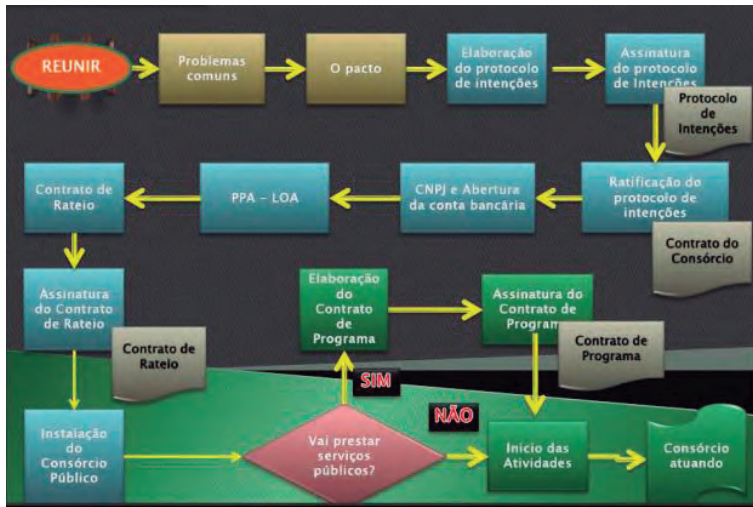 REUNIR
Problemas
comuns
O pacto
Elaboração
do protocolo
de intenções
Assinatura
do protocolo
de Intenções
Protocolo
de
Intenções
Ratificação do
protocolo de
intenções
Contrato do
Consórcio
CNPJ e Abertura
da conta bancária
PPA - LOA
Contrato de
Rateio
Assinatura
do Contrato
de Rateio
Contrato de
Rateio
Instalação
do
Consórcio
Público
Vai prestar
serviços
públicos?
SIM
Elaboração
do
Contrato
de
Programa
Assinatura do
Contrato de
Programa
Contrato de
Programa
NÃO
Inicio das
Atividades
Consórcio
atuando